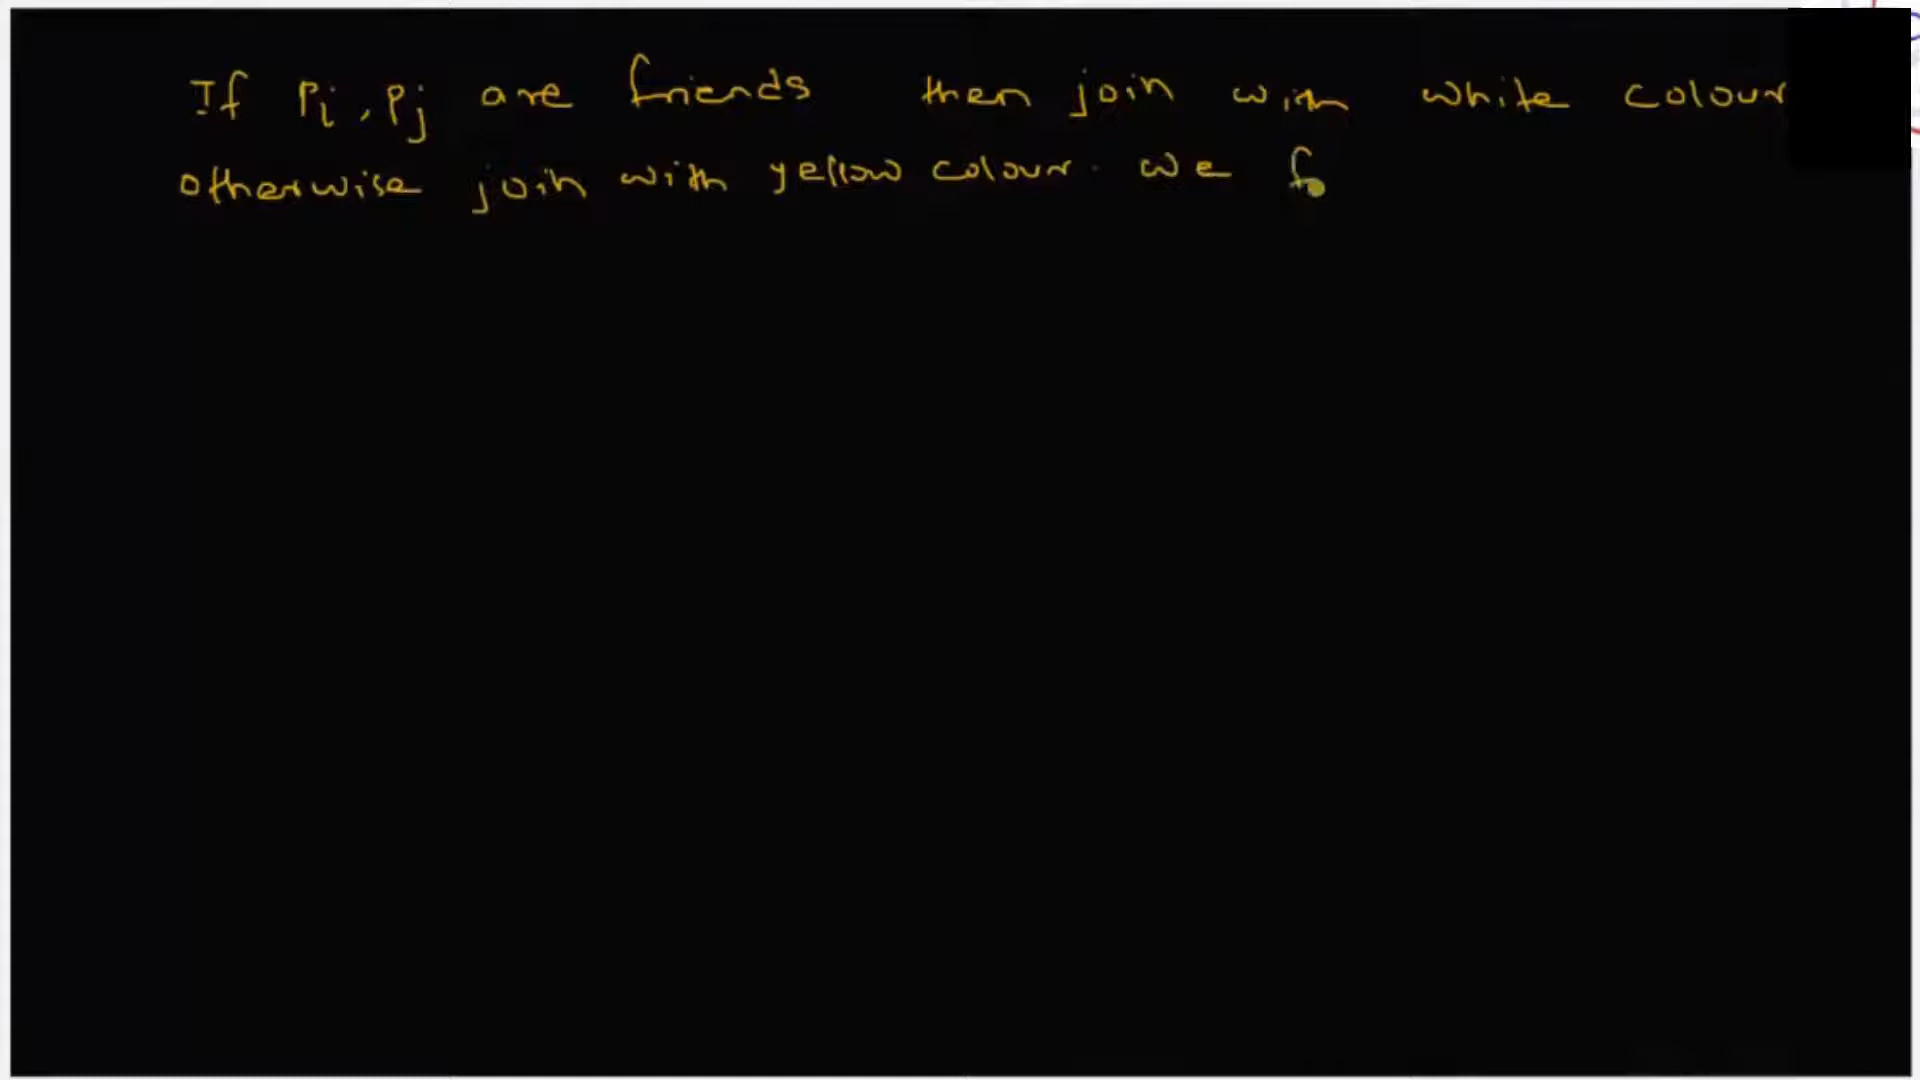 If Pi, Pj are friends then join with white colour
otherwise join with yellow colour. we